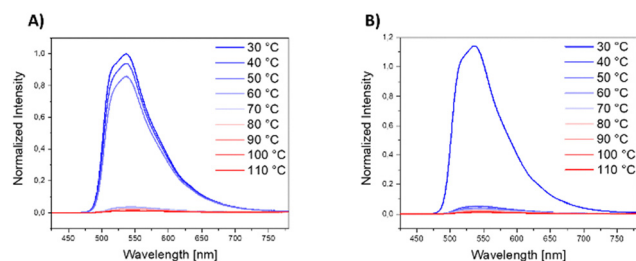 A)
1,0
0,8
0,6
0,4
0,2
0,0
Normalized Intensity
30 °C
40 °C
50 °C
60 °C
70 °C
80 °C
90 °C
100 °C
110 °C
450 500 550 600 650 700 750
Wavelength [nm]
B)
1,2
1,0
0,8
0,6
0,4
0,2
0,0
Normalized Intensity
30 °C
40 °C
50 °C
60 °C
70 °C
80 °C
90 °C
100 °C
110 °C
450 500 550 600 650 700 750
Wavelength [nm]